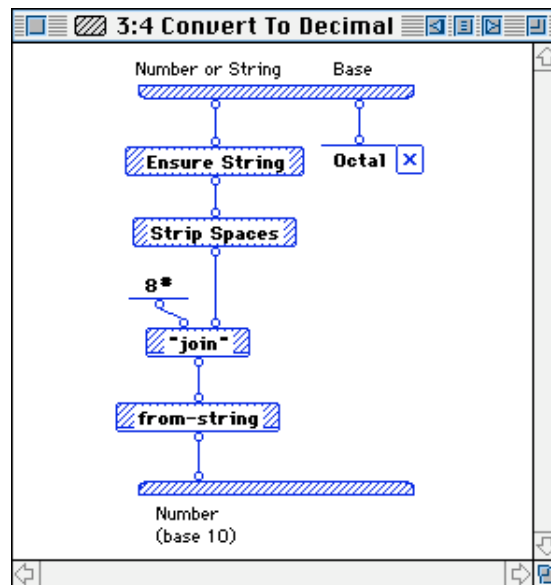 3:4 Convert To Decimal
Number or String Base
Ensure String
Octal
Strip Spaces
8#
"join"
from-string
Number
(base 10)